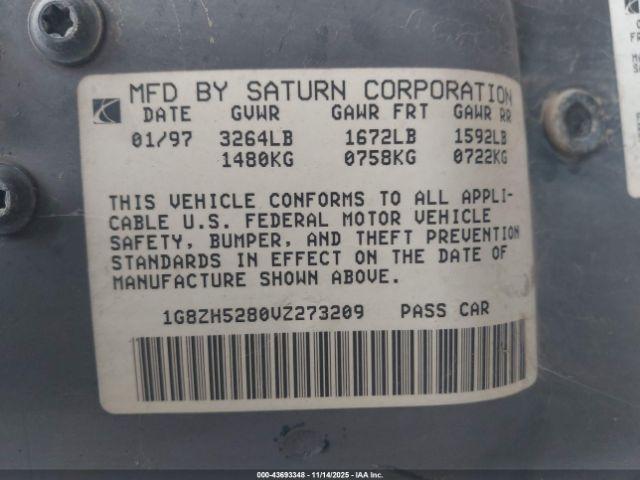 MFD BY SATURN CORPORATION
DATE GVWR GAWR FRT GAWR RR
01/97 3264LB 1672LB 1592LB
1480KG 0758KG 0722KG
THIS VEHICLE CONFORMS TO ALL APPLI-
CABLE U.S. FEDERAL MOTOR VEHICLE
SAFETY, BUMPER, AND THEFT PREVENTION
STANDARDS IN EFFECT ON THE DATE OF
MANUFACTURE SHOWN ABOVE.
1G8ZH5280VZ273209 PASS CAR
000-43693348 - 11/14/2025 - IAA Inc.